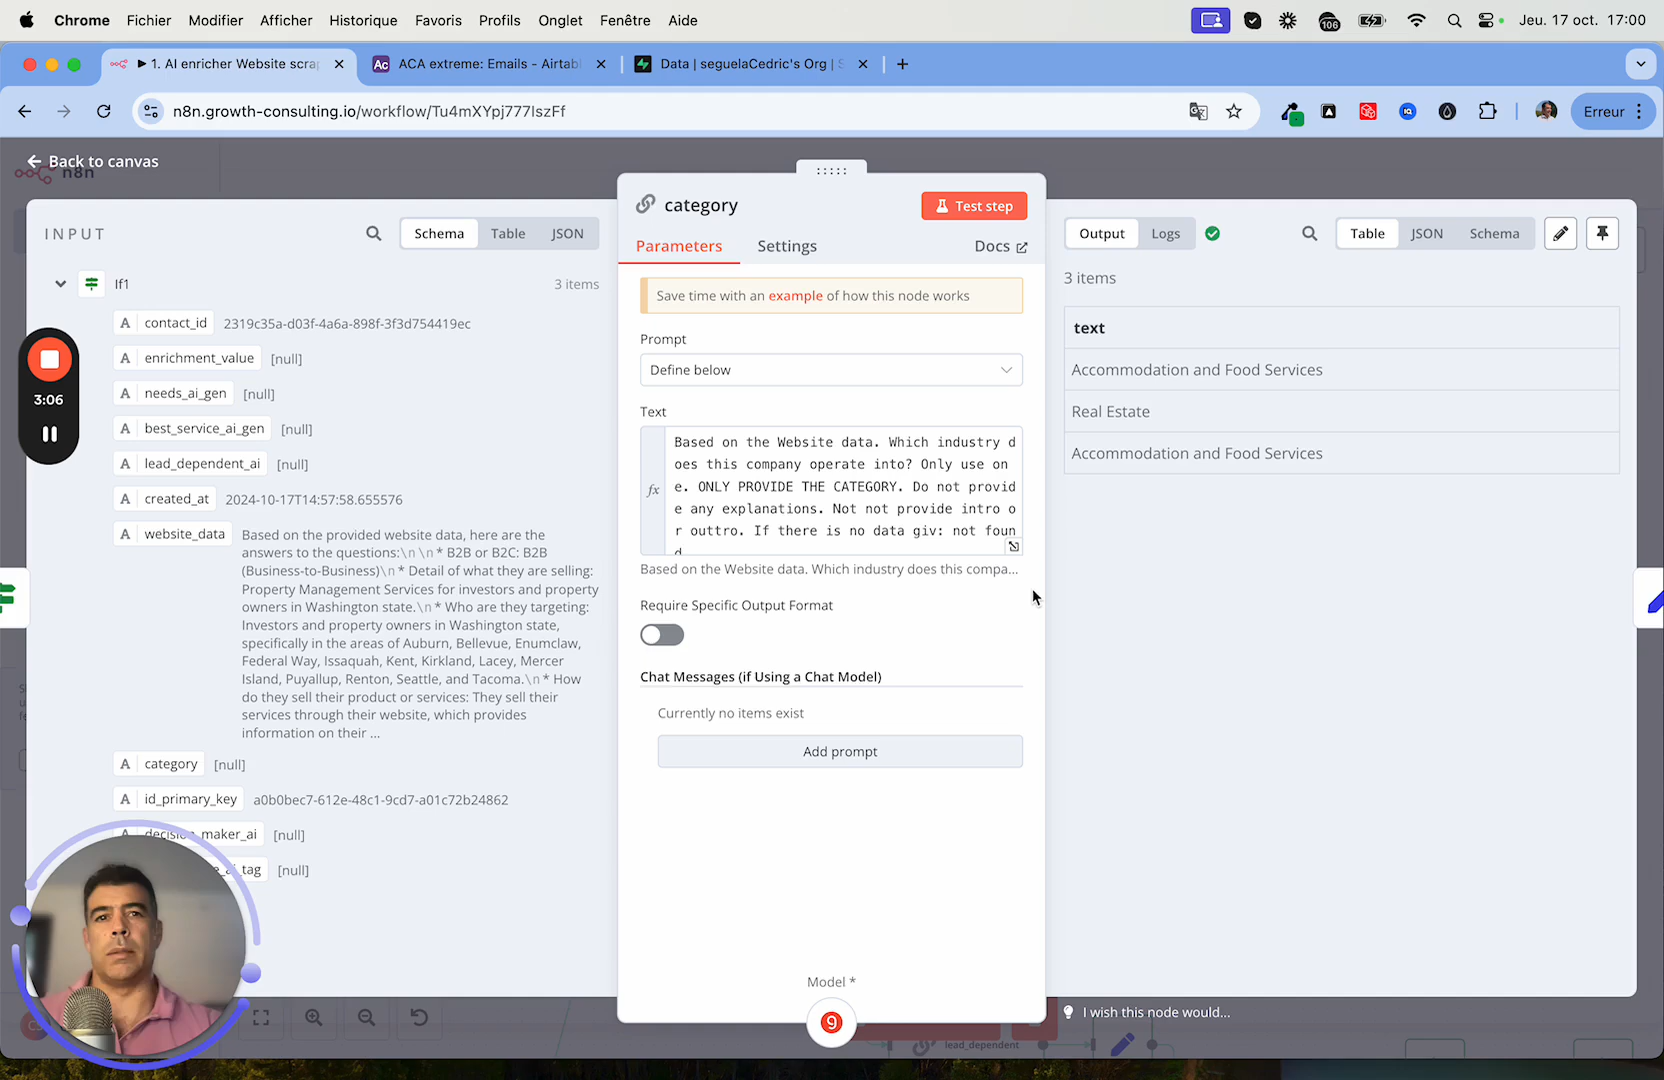 Chrome Fichier Modifier Afficher Historique Favoris Profils Onglet Fenêtre Aide
106
Jeu. 17 oct. 17:00
1. AI enricher Website scra
Ac ACA extreme: Emails - Airtab
Data | seguelaCedric's Org | S
n8n.growth-consulting.io/workflow/Tu4mXYpj777IszFf
Erreur
Back to canvas
n8n
INPUT
Schema Table JSON
If1
3 items
A contact_id 2319c35a-d03f-4a6a-898f-3f3d754419ec
A enrichment_value [null]
A needs_ai_gen [null]
A best_service_ai_gen [null]
A lead_dependent_ai [null]
A created_at 2024-10-17T14:57:58.655576
A website_data Based on the provided website data, here are the
answers to the questions:\n \n * B2B or B2C: B2B
(Business-to-Business)\n * Detail of what they are selling:
Property Management Services for investors and property
owners in Washington state.\n * Who are they targeting:
Investors and property owners in Washington state,
specifically in the areas of Auburn, Bellevue, Enumclaw,
Federal Way, Issaquah, Kent, Kirkland, Lacey, Mercer
Island, Puyallup, Renton, Seattle, and Tacoma.\n * How
do they sell their product or services: They sell their
services through their website, which provides
information on their ...
A category [null]
A id_primary_key a0b0bec7-612e-48c1-9cd7-a01c72b24862
A decision_maker_ai [null]
e_ai_tag [null]
3:06
category
Test step
Parameters
Settings
Docs
Save time with an example of how this node works
Prompt
Define below
Text
fx
Based on the Website data. Which industry d
oes this company operate into? Only use on
e. ONLY PROVIDE THE CATEGORY. Do not provid
e any explanations. Not not provide intro o
r outtro. If there is no data giv: not foun
d
Based on the Website data. Which industry does this compa...
Require Specific Output Format
Chat Messages (if Using a Chat Model)
Currently no items exist
Add prompt
Model *
9
Output Logs
Table JSON Schema
3 items
text
Accommodation and Food Services
Real Estate
Accommodation and Food Services
I wish this node would...
lead_dependent